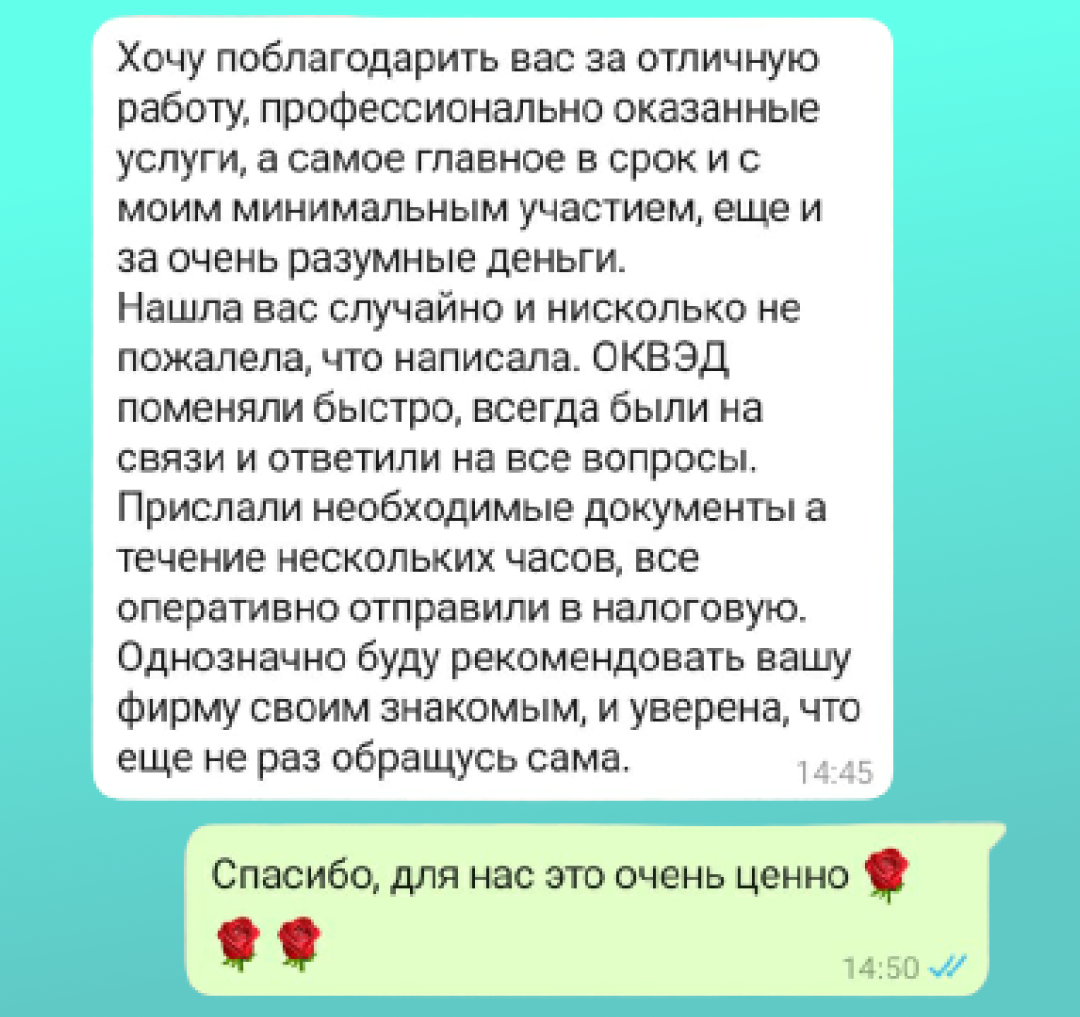 Хочу поблагодарить вас за отличную
работу, профессионально оказанные
услуги, а самое главное в срок и с
моим минимальным участием, еще и
за очень разумные деньги.
Нашла вас случайно и нисколько не
пожалела, что написала. ОКВЭД
поменяли быстро, всегда были на
связи и ответили на все вопросы.
Прислали необходимые документы а
течение нескольких часов, все
оперативно отправили в налоговую.
Однозначно буду рекомендовать вашу
фирму своим знакомым, и уверена, что
еще не раз обращусь сама.
14:45
Спасибо, для нас это очень ценно 🌹
🌹🌹
14:50